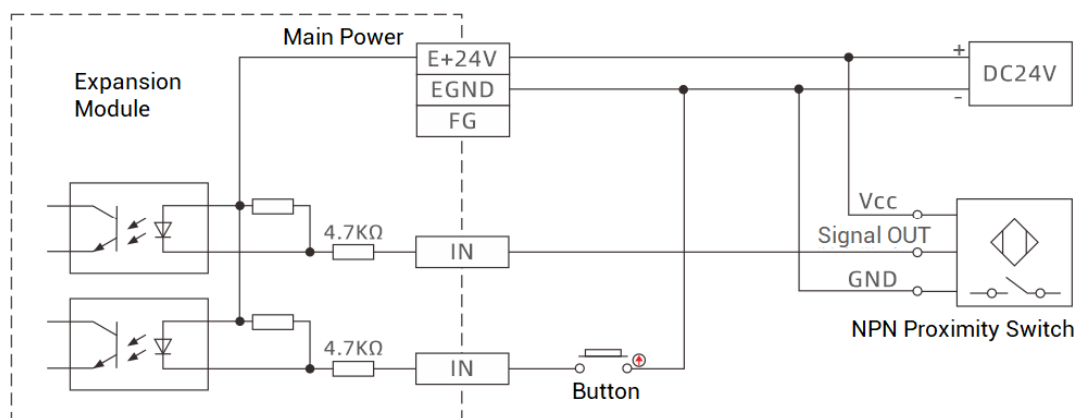 Main Power
E+24V
EGND
FG
+
DC24V
-
Expansion
Module
Vcc
4.7KΩ
IN
Signal OUT
GND
NPN Proximity Switch
4.7KΩ
IN
Button